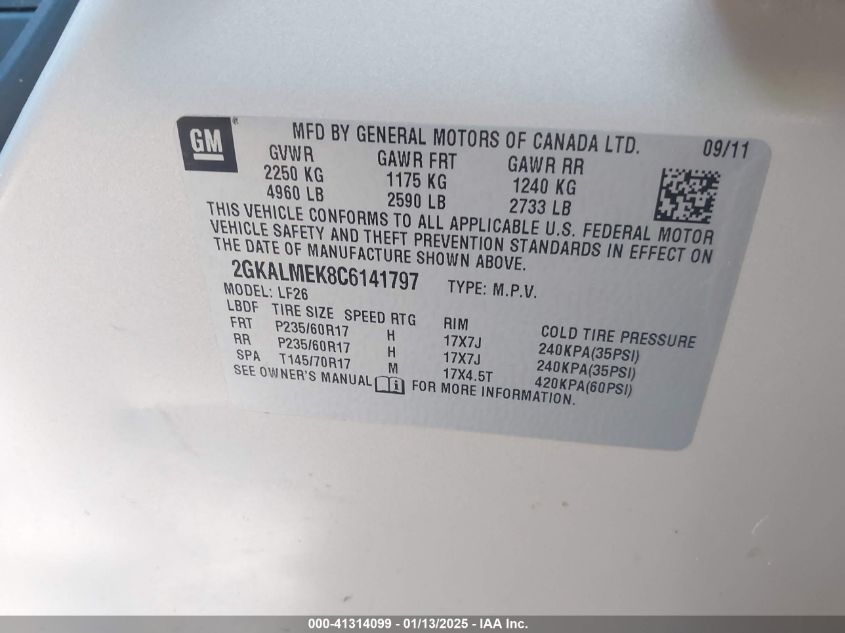 GM ®
MFD BY GENERAL MOTORS OF CANADA LTD. 09/11
GVWR GAWR FRT GAWR RR
2250 KG 1175 KG 1240 KG
4960 LB 2590 LB 2733 LB
THIS VEHICLE CONFORMS TO ALL APPLICABLE U.S. FEDERAL MOTOR
VEHICLE SAFETY AND THEFT PREVENTION STANDARDS IN EFFECT ON
THE DATE OF MANUFACTURE SHOWN ABOVE.
2GKALMEK8C6141797 TYPE: M.P.V.
MODEL: LF26
LBDF TIRE SIZE SPEED RTG RIM COLD TIRE PRESSURE
FRT P235/60R17 H 17X7J 240KPA(35PSI)
RR P235/60R17 H 17X7J 240KPA(35PSI)
SPA T145/70R17 M 17X4.5T 420KPA(60PSI)
SEE OWNER'S MANUAL FOR MORE INFORMATION.
000-41314099 - 01/13/2025 - IAA Inc.